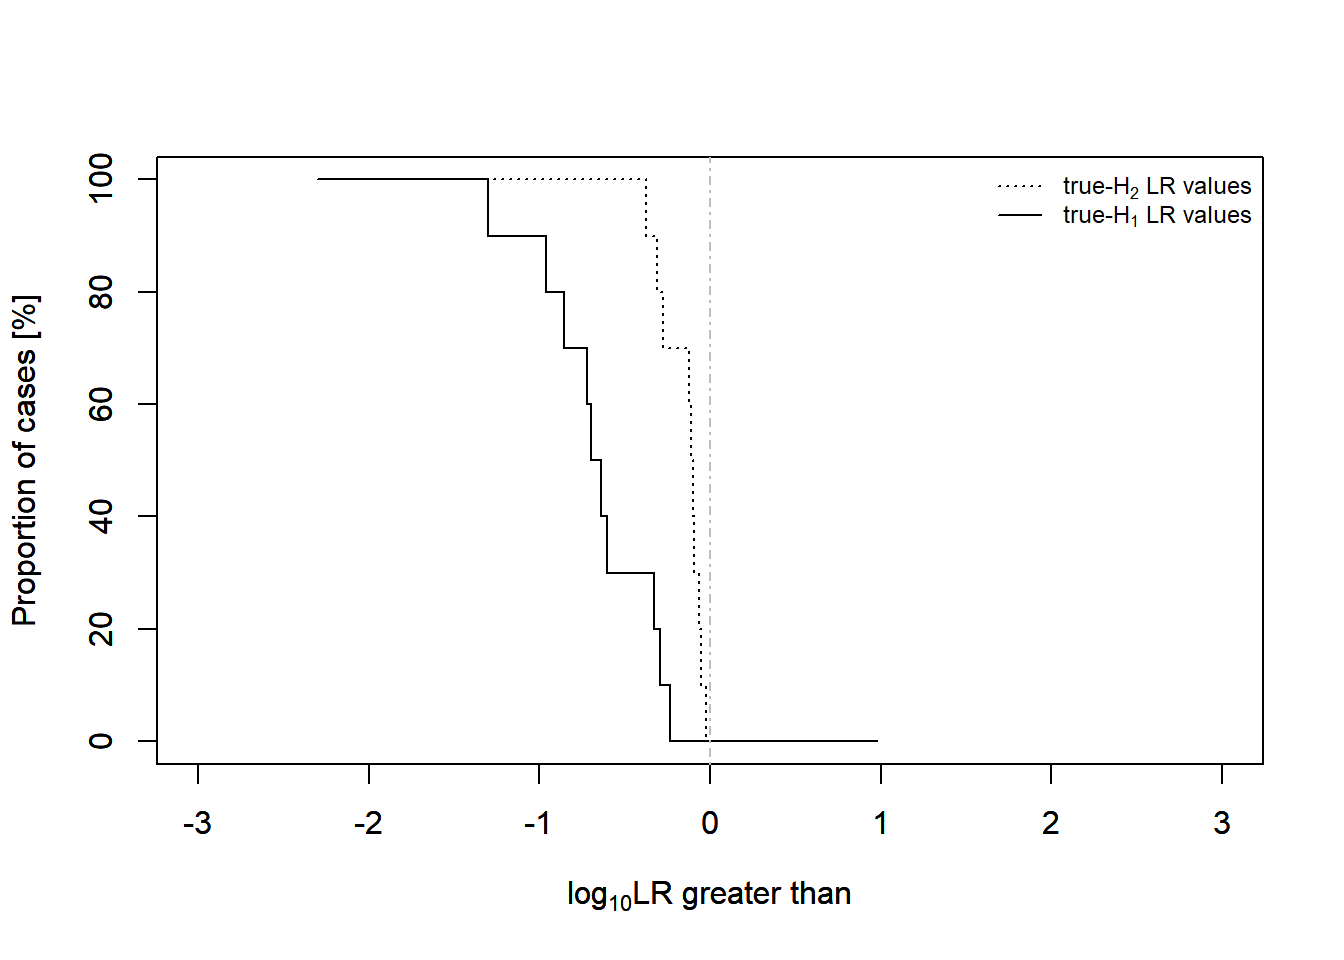 true-H2 LR values
true-H1 LR values
Proportion of cases [%]
100
80
60
40
20
0
-3 -2 -1 0 1 2 3
log10LR greater than